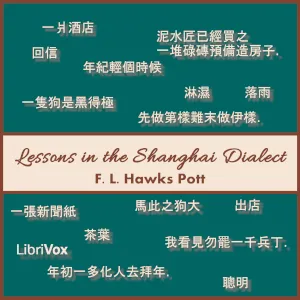 一爿酒店
泥水匠已經買之
一堆碌磚預備造房子.
回信
年紀輕個時候
淋濕
落雨
一隻狗是黑得極
先做第樣難末做伊樣.
Lessons in the Shanghai Dialect
F. L. Hawks Pott
一張新聞紙
馬此之狗大
出店
茶葉
我看見勿罷一千兵丁.
LibriVox
年初一多化人去拜年.
聰明